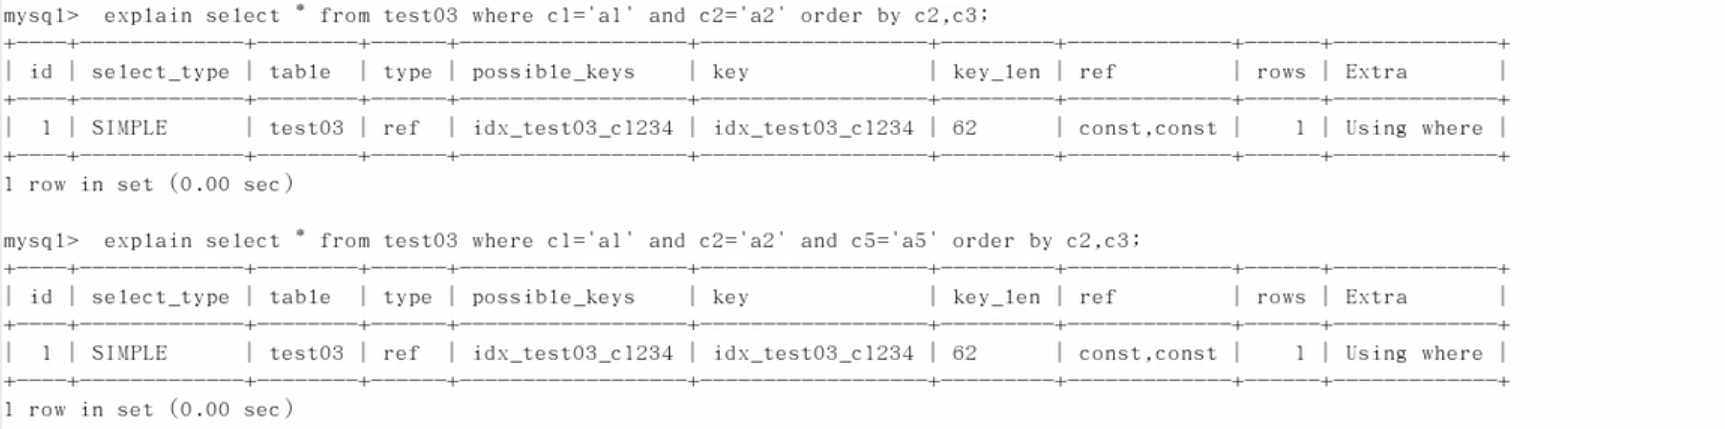 mysql>  explain select * from test03 where c1='a1' and c2='a2' order by c2,c3;
+----+-------------+--------+------+-----------------+-----------------+---------+-------------+------+-------------+
| id | select_type | table  | type | possible_keys   | key             | key_len | ref         | rows | Extra       |
+----+-------------+--------+------+-----------------+-----------------+---------+-------------+------+-------------+
|  1 | SIMPLE      | test03 | ref  | idx_test03_c1234 | idx_test03_c1234 | 62      | const,const |    1 | Using where |
+----+-------------+--------+------+-----------------+-----------------+---------+-------------+------+-------------+
1 row in set (0.00 sec)
mysql>  explain select * from test03 where c1='a1' and c2='a2' and c5='a5' order by c2,c3;
+----+-------------+--------+------+-----------------+-----------------+---------+-------------+------+-------------+
| id | select_type | table  | type | possible_keys   | key             | key_len | ref         | rows | Extra       |
+----+-------------+--------+------+-----------------+-----------------+---------+-------------+------+-------------+
|  1 | SIMPLE      | test03 | ref  | idx_test03_c1234 | idx_test03_c1234 | 62      | const,const |    1 | Using where |
+----+-------------+--------+------+-----------------+-----------------+---------+-------------+------+-------------+
1 row in set (0.00 sec)